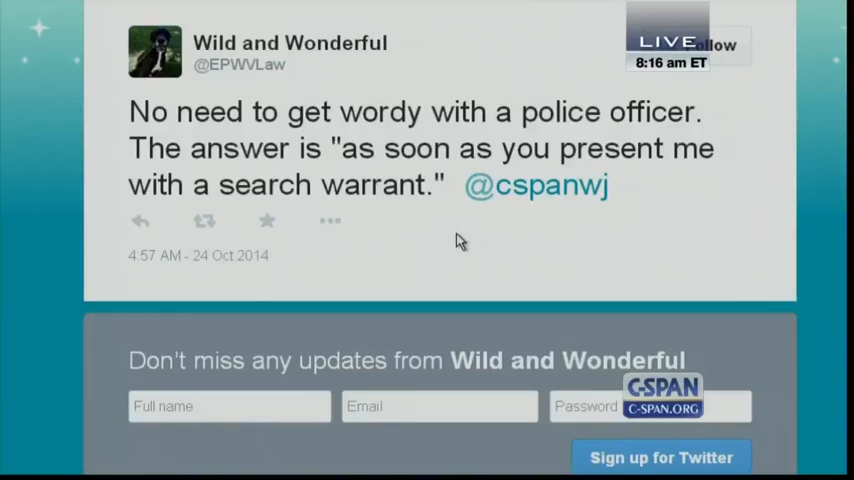 Wild and Wonderful
@EPWVLaw
LIVE
8:16 am ET
No need to get wordy with a police officer.
The answer is "as soon as you present me
with a search warrant." @cspanwj
4:57 AM - 24 Oct 2014
Don't miss any updates from Wild and Wonderful
Full name
Email
Password
C-SPAN
C-SPAN.ORG
Sign up for Twitter